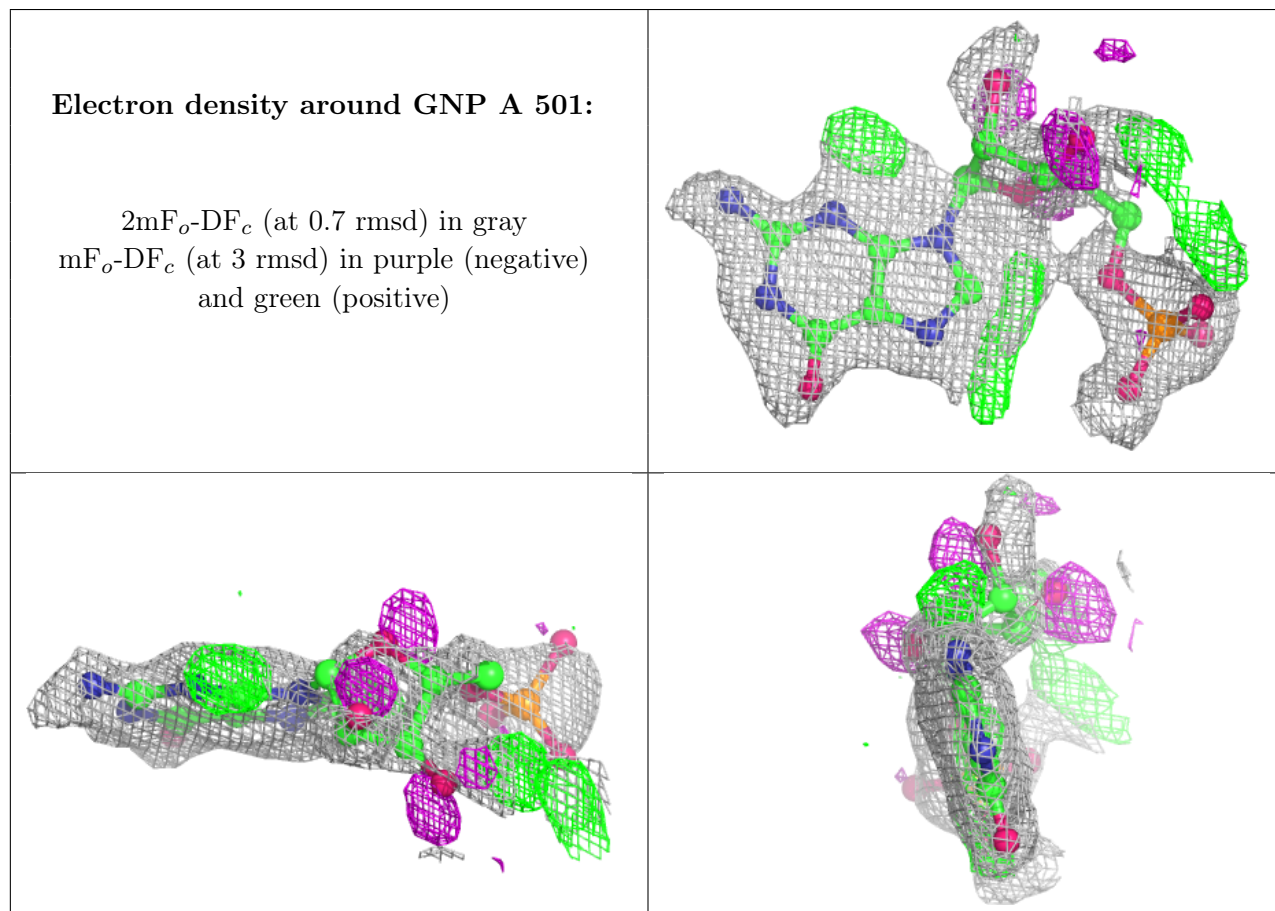 Electron density around GNP A 501:
2mFo-DFc (at 0.7 rmsd) in gray
mFo-DFc (at 3 rmsd) in purple (negative)
and green (positive)